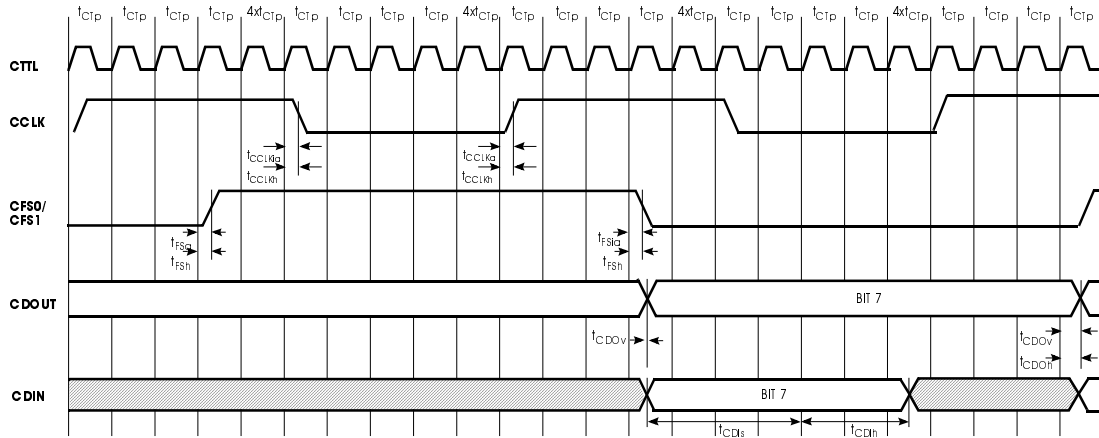 tCTp tCTp tCTp tCTp 4xtCTp tCTp tCTp tCTp tCTp 4xtCTp tCTp tCTp tCTp tCTp 4xtCTp tCTp tCTp tCTp tCTp 4xtCTp tCTp tCTp tCTp tCTp
CTTL
CCLK
tCCLKia tCCLKa
tCCLKh tCCLKh
CFS0/
CFS1
tFSa tFSia
tFSh tFSh
CDOUT BIT 7
tCDOv tCDOv
tCDOh
CDIN BIT 7
tCDIs tCDIh